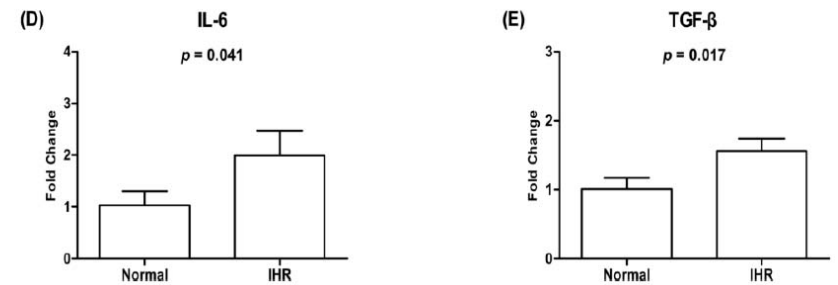 (D)
IL-6
p = 0.041
Fold Change
4
3
2
1
0
Normal IHR
(E)
TGF-β
p = 0.017
Fold Change
3
2
1
0
Normal IHR